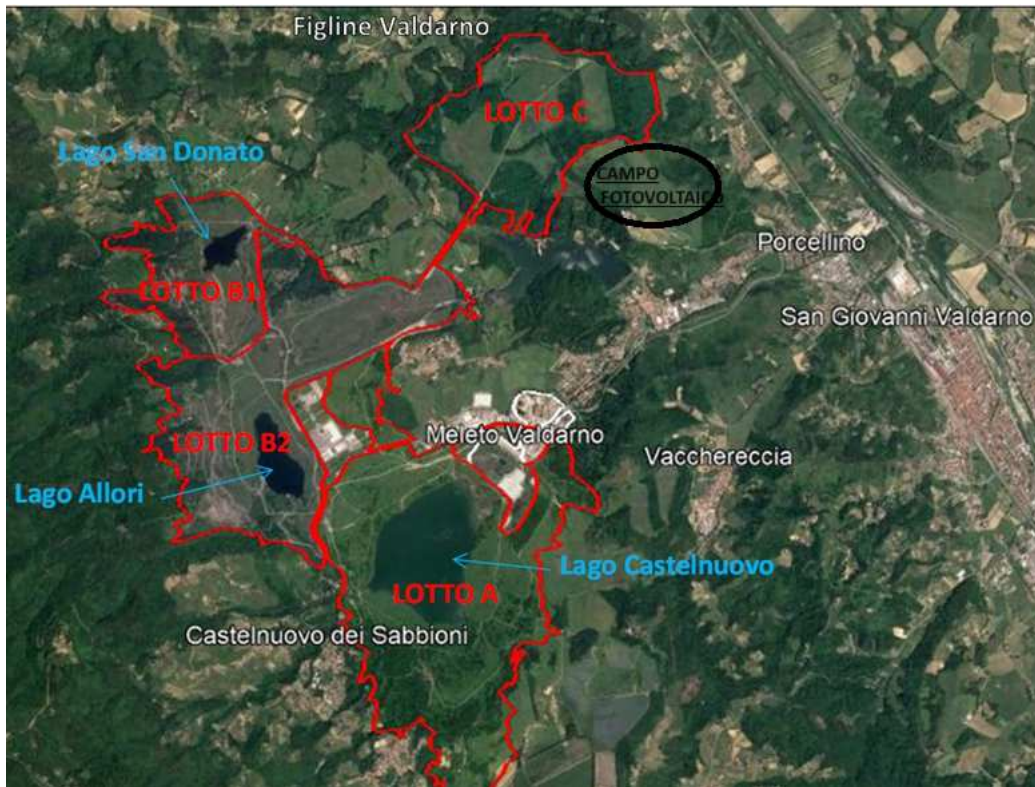 Figline Valdarno
LOTTO C
Lago San Donato
CAMPO
FOTOVOLTAICO
Porcellino
LOTTO B1
San Giovanni Valdarno
LOTTO B2
Meleto Valdarno
Vacchereccia
Lago Allori
Lago Castelnuovo
LOTTO A
Castelnuovo dei Sabbioni